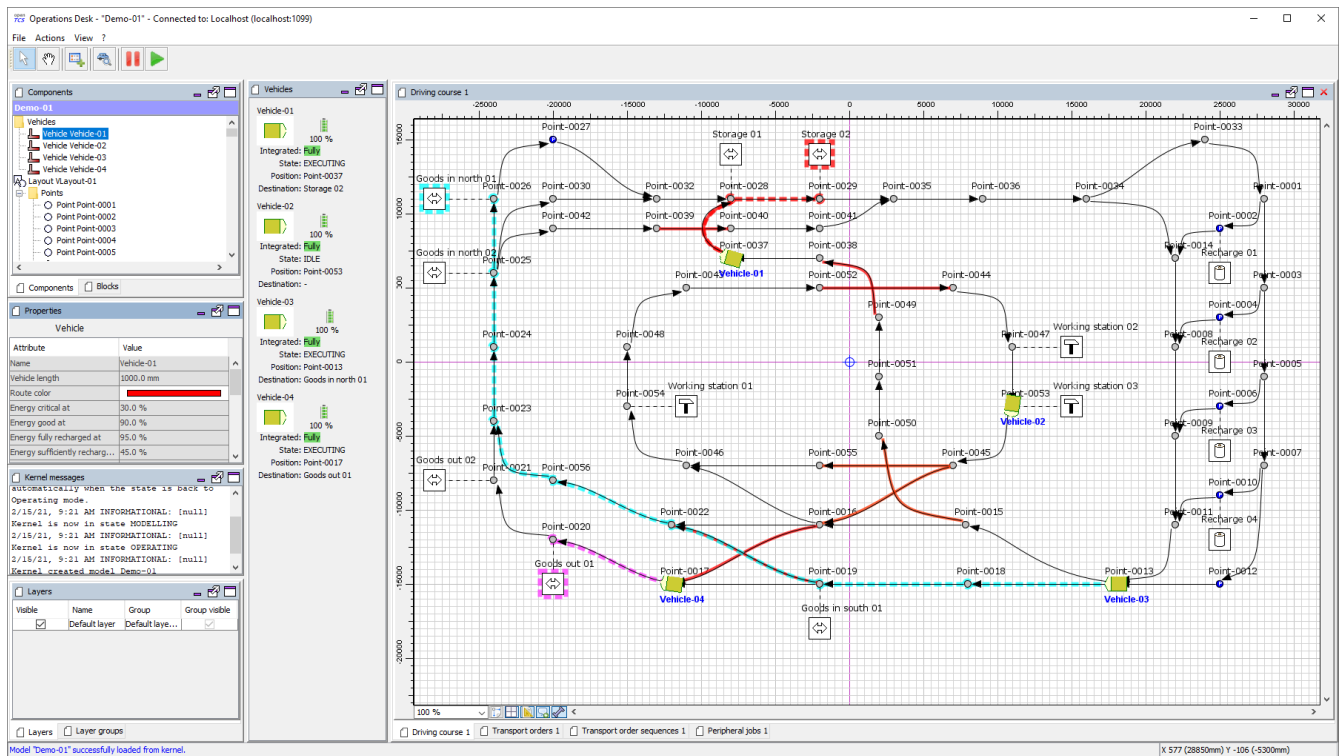 Operations Desk - "Demo-01" - Connected to: Localhost (localhost:1099)
File Actions View ?
Components
Demo-01
Vehicles
Vehicle Vehicle-01
Vehicle Vehicle-02
Vehicle Vehicle-03
Vehicle Vehicle-04
Layout VLayout-01
Points
Point Point-0001
Point Point-0002
Point Point-0003
Point Point-0004
Point Point-0005
Components Blocks
Properties
Vehicle
Attribute Value
Name Vehicle-01
Vehicle length 1000.0 mm
Route color
Energy critical at 30.0 %
Energy good at 90.0 %
Energy fully recharged at 95.0 %
Energy sufficiently recharg... 45.0 %
Kernel messages
automatically when the state is back to
Operating mode.
2/15/21, 9:21 AM INFORMATIONAL: [null]
Kernel is now in state MODELLING
2/15/21, 9:21 AM INFORMATIONAL: [null]
Kernel is now in state OPERATING
2/15/21, 9:21 AM INFORMATIONAL: [null]
Kernel created model Demo-01
Layers
Visible Name Group Group visible
Default layer Default laye...
Layers Layer groups
Vehicles
Vehicle-01
100 %
Integrated: Fully
State: EXECUTING
Position: Point-0037
Destination: Storage 02
Vehicle-02
100 %
Integrated: Fully
State: IDLE
Position: Point-0053
Destination: -
Vehicle-03
100 %
Integrated: Fully
State: EXECUTING
Position: Point-0013
Destination: Goods in north 01
Vehicle-04
100 %
Integrated: Fully
State: EXECUTING
Position: Point-0017
Destination: Goods out 01
Driving course 1
-25000 -20000 -15000 -10000 -5000 0 5000 10000 15000 20000 25000 30000
Point-0027
Storage 01
Storage 02
Point-0033
Goods in north 01
Point-0026
Point-0030
Point-0032
Point-0028
Point-0029
Point-0035
Point-0036
Point-0034
Point-0001
10000
Point-0042
Point-0039
Point-0040
Point-0041
Point-0002
Goods in north 02
Point-0025
Point-0037
Point-0038
Point-0014
Recharge 01
Vehicle-01
Point-0043
Point-0052
Point-0044
Point-0003
Point-0049
Point-0004
Point-0024
Point-0048
Point-0047
Working station 02
Point-0008
Recharge 02
0
Point-0051
Point-0005
Point-0054
Working station 01
Point-0053
Working station 03
Point-0006
Point-0023
Vehicle-02
Point-0050
Point-0009
Recharge 03
-5000
Goods out 02
Point-0021
Point-0056
Point-0046
Point-0055
Point-0045
Point-0007
Point-0010
-10000
Point-0020
Point-0022
Point-0016
Point-0015
Point-0011
Recharge 04
Goods out 01
Point-0017
Point-0019
Point-0018
Point-0013
Point-0012
-15000
Vehicle-04
Vehicle-03
Goods in south 01
-20000
100 %
Driving course 1 Transport orders 1 Transport order sequences 1 Peripheral jobs 1
Model "Demo-01" successfully loaded from kernel.
X 577 (28850mm) Y -106 (-5300mm)